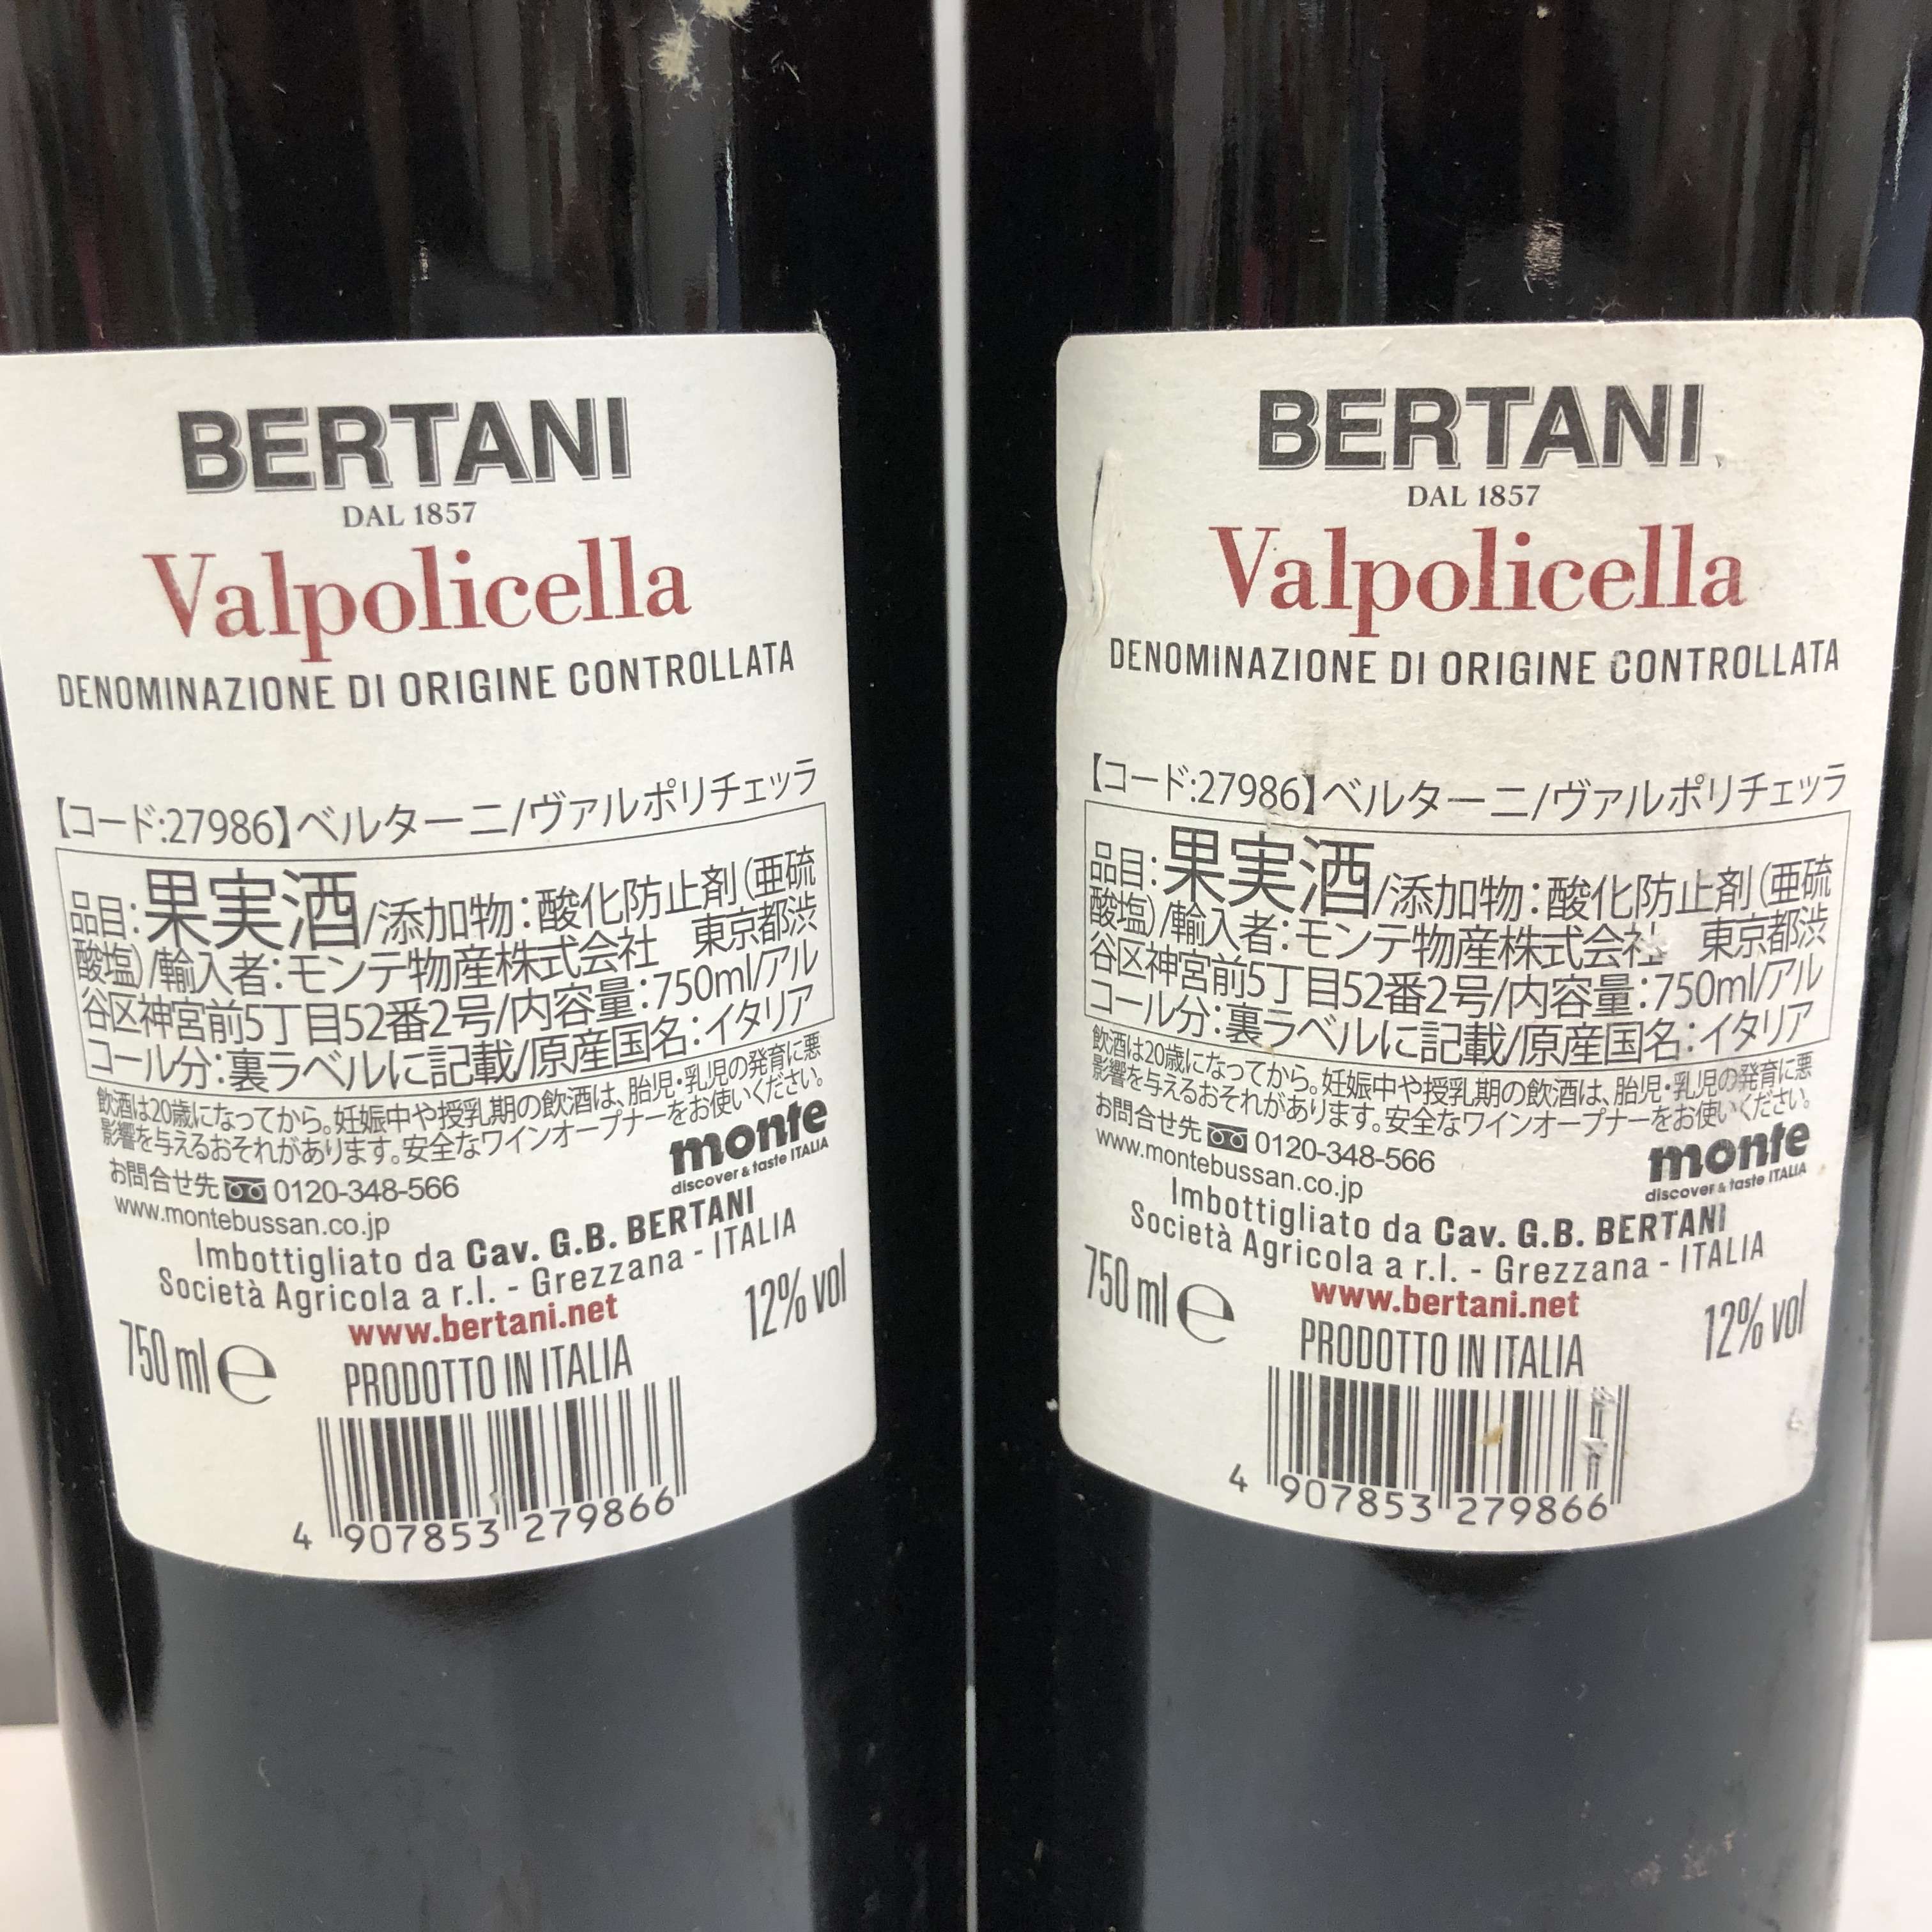 BERTANI
DAL 1857
Valpolicella
DENOMINAZIONE DI ORIGINE CONTROLLATA
【コード:27986】ベルターニ/ヴァルポリチェッラ
品目:果実酒/添加物:酸化防止剤(亜硫
酸塩)/輸入者:モンテ物産株式会社 東京都渋
谷区神宮前5丁目52番2号/内容量:750ml/アル
コール分:裏ラベルに記載/原産国名:イタリア
飲酒は20歳になってから。妊娠中や授乳期の飲酒は、胎児・乳児の発育に悪
影響を与えるおそれがあります。安全なワインオープナーをお使いください。
お問合せ先 0120-348-566
www.montebussan.co.jp
monte
discover & taste ITALIA
Imbottigliato da Cav. G.B. BERTANI
Società Agricola a r.l. - Grezzana - ITALIA
www.bertani.net
750 ml e
PRODOTTO IN ITALIA
12% vol
4 907853 279866
BERTANI
DAL 1857
Valpolicella
DENOMINAZIONE DI ORIGINE CONTROLLATA
【コード:27986】ベルターニ/ヴァルポリチェッラ
品目:果実酒/添加物:酸化防止剤(亜硫
酸塩)/輸入者:モンテ物産株式会社 東京都渋
谷区神宮前5丁目52番2号/内容量:750ml/アル
コール分:裏ラベルに記載/原産国名:イタリア
飲酒は20歳になってから。妊娠中や授乳期の飲酒は、胎児・乳児の発育に悪
影響を与えるおそれがあります。安全なワインオープナーをお使いください。
お問合せ先 0120-348-566
www.montebussan.co.jp
monte
discover & taste ITALIA
Imbottigliato da Cav. G.B. BERTANI
Società Agricola a r.l. - Grezzana - ITALIA
www.bertani.net
750 ml e
PRODOTTO IN ITALIA
12% vol
4 907853 279866